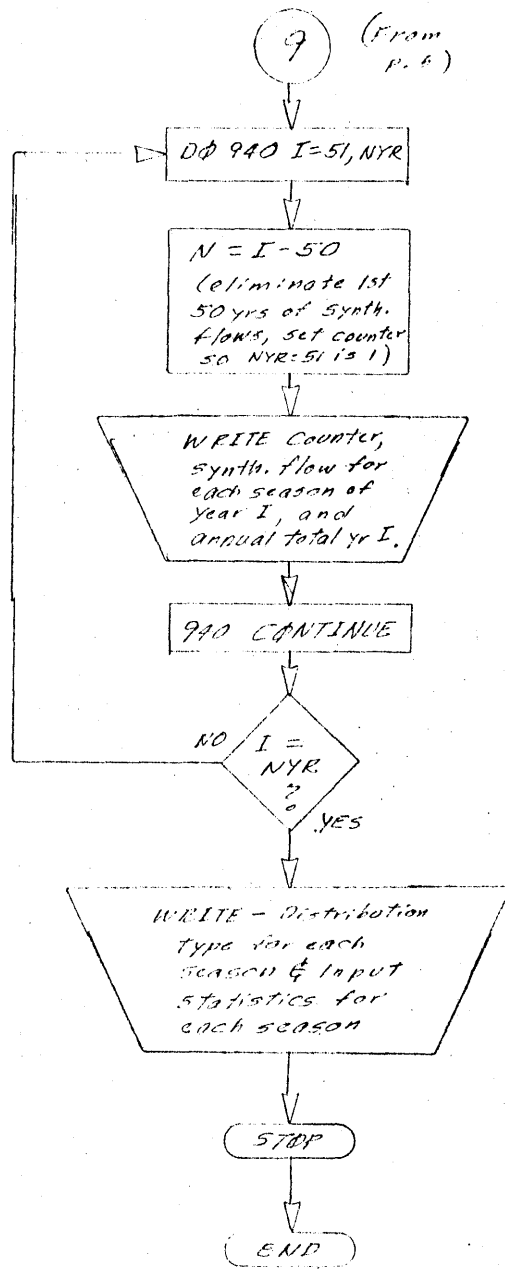 9
(From
p. 6)
DØ 940 I=51, NYR
N = I - 50
(eliminate 1st
50 yrs of synth.
flows, set counter
so NYR=51 is 1)
WRITE Counter,
synth. flow for
each season of
year I, and
annual total yr I.
940 CØNTINUE
NO
I =
NYR
?
YES
WRITE - Distribution
type for each
season & Input
statistics for
each season
STØP
END